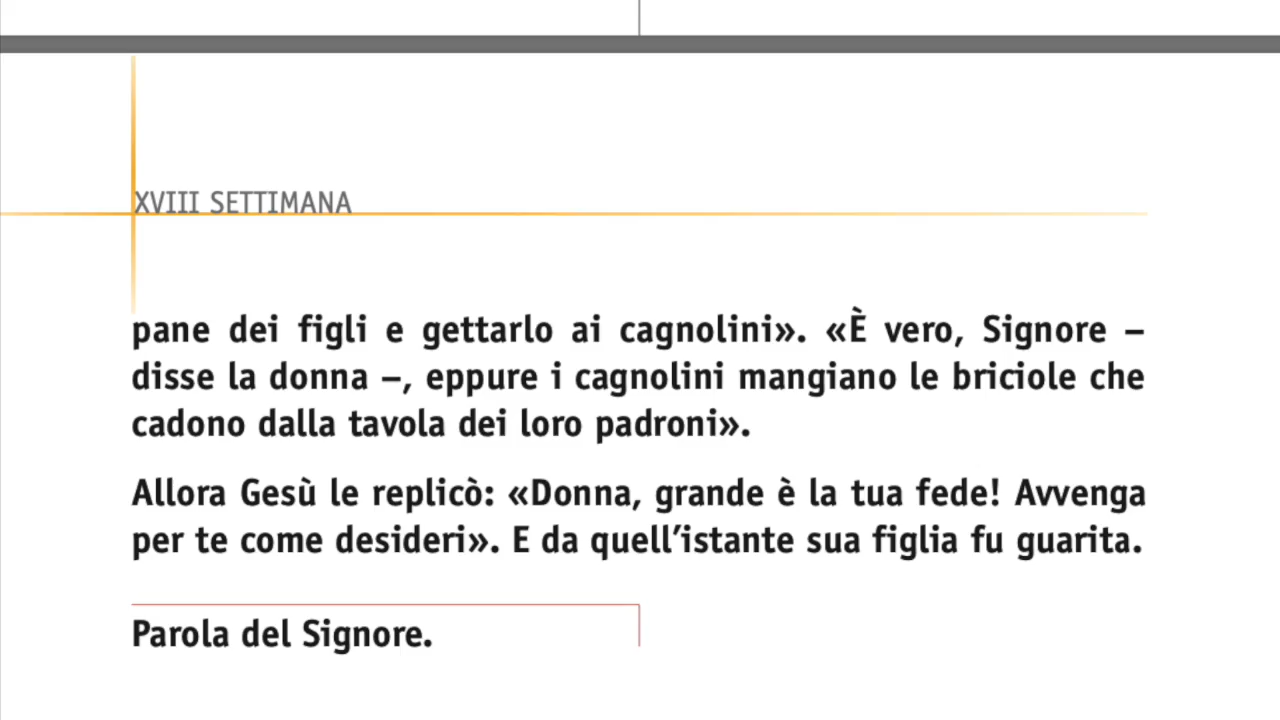 XVIII SETTIMANA
pane dei figli e gettarlo ai cagnolini». «È vero, Signore –
disse la donna –, eppure i cagnolini mangiano le briciole che
cadono dalla tavola dei loro padroni».
Allora Gesù le replicò: «Donna, grande è la tua fede! Avvenga
per te come desideri». E da quell’istante sua figlia fu guarita.
Parola del Signore.